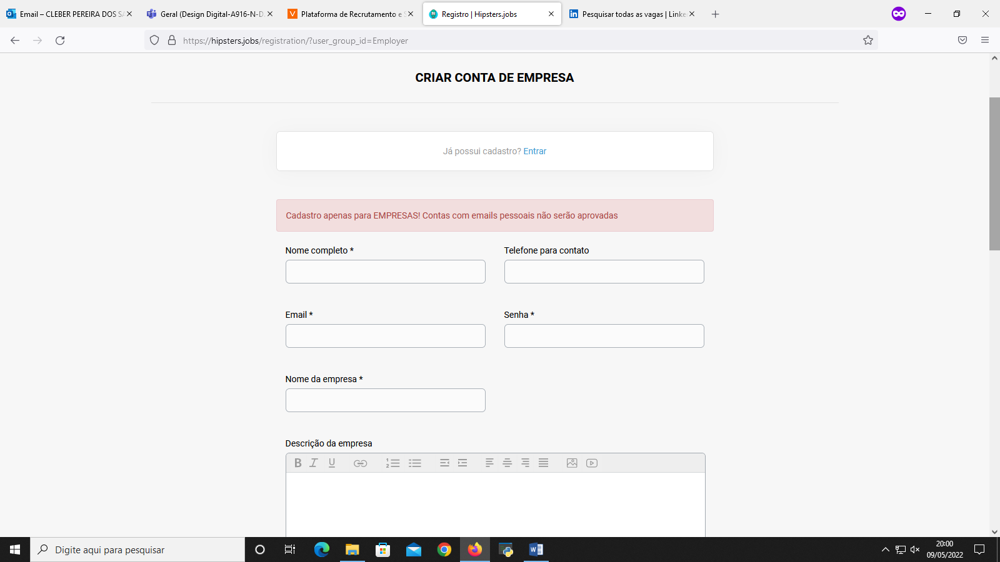 Email – CLEBER PEREIRA DOS SA
Geral (Design Digital-A916-N-D.
Plataforma de Recrutamento e S
Registro | Hipsters.jobs
Pesquisar todas as vagas | Linke
https://hipsters.jobs/registration/?user_group_id=Employer
CRIAR CONTA DE EMPRESA
Já possui cadastro? Entrar
Cadastro apenas para EMPRESAS! Contas com emails pessoais não serão aprovadas
Nome completo *
Telefone para contato
Email *
Senha *
Nome da empresa *
Descrição da empresa
Digite aqui para pesquisar
20:00
09/05/2022